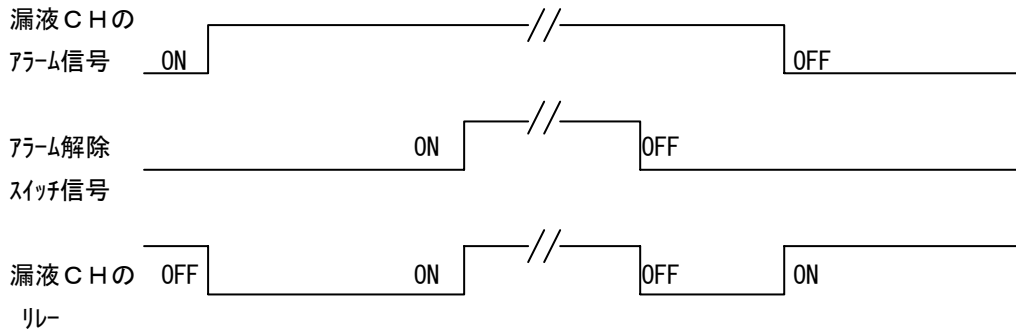 漏液ＣＨの
ｱﾗｰﾑ信号 ON OFF
ｱﾗｰﾑ解除 ON OFF
ｽｲｯﾁ信号
漏液ＣＨの OFF ON OFF ON
ﾘﾚｰ